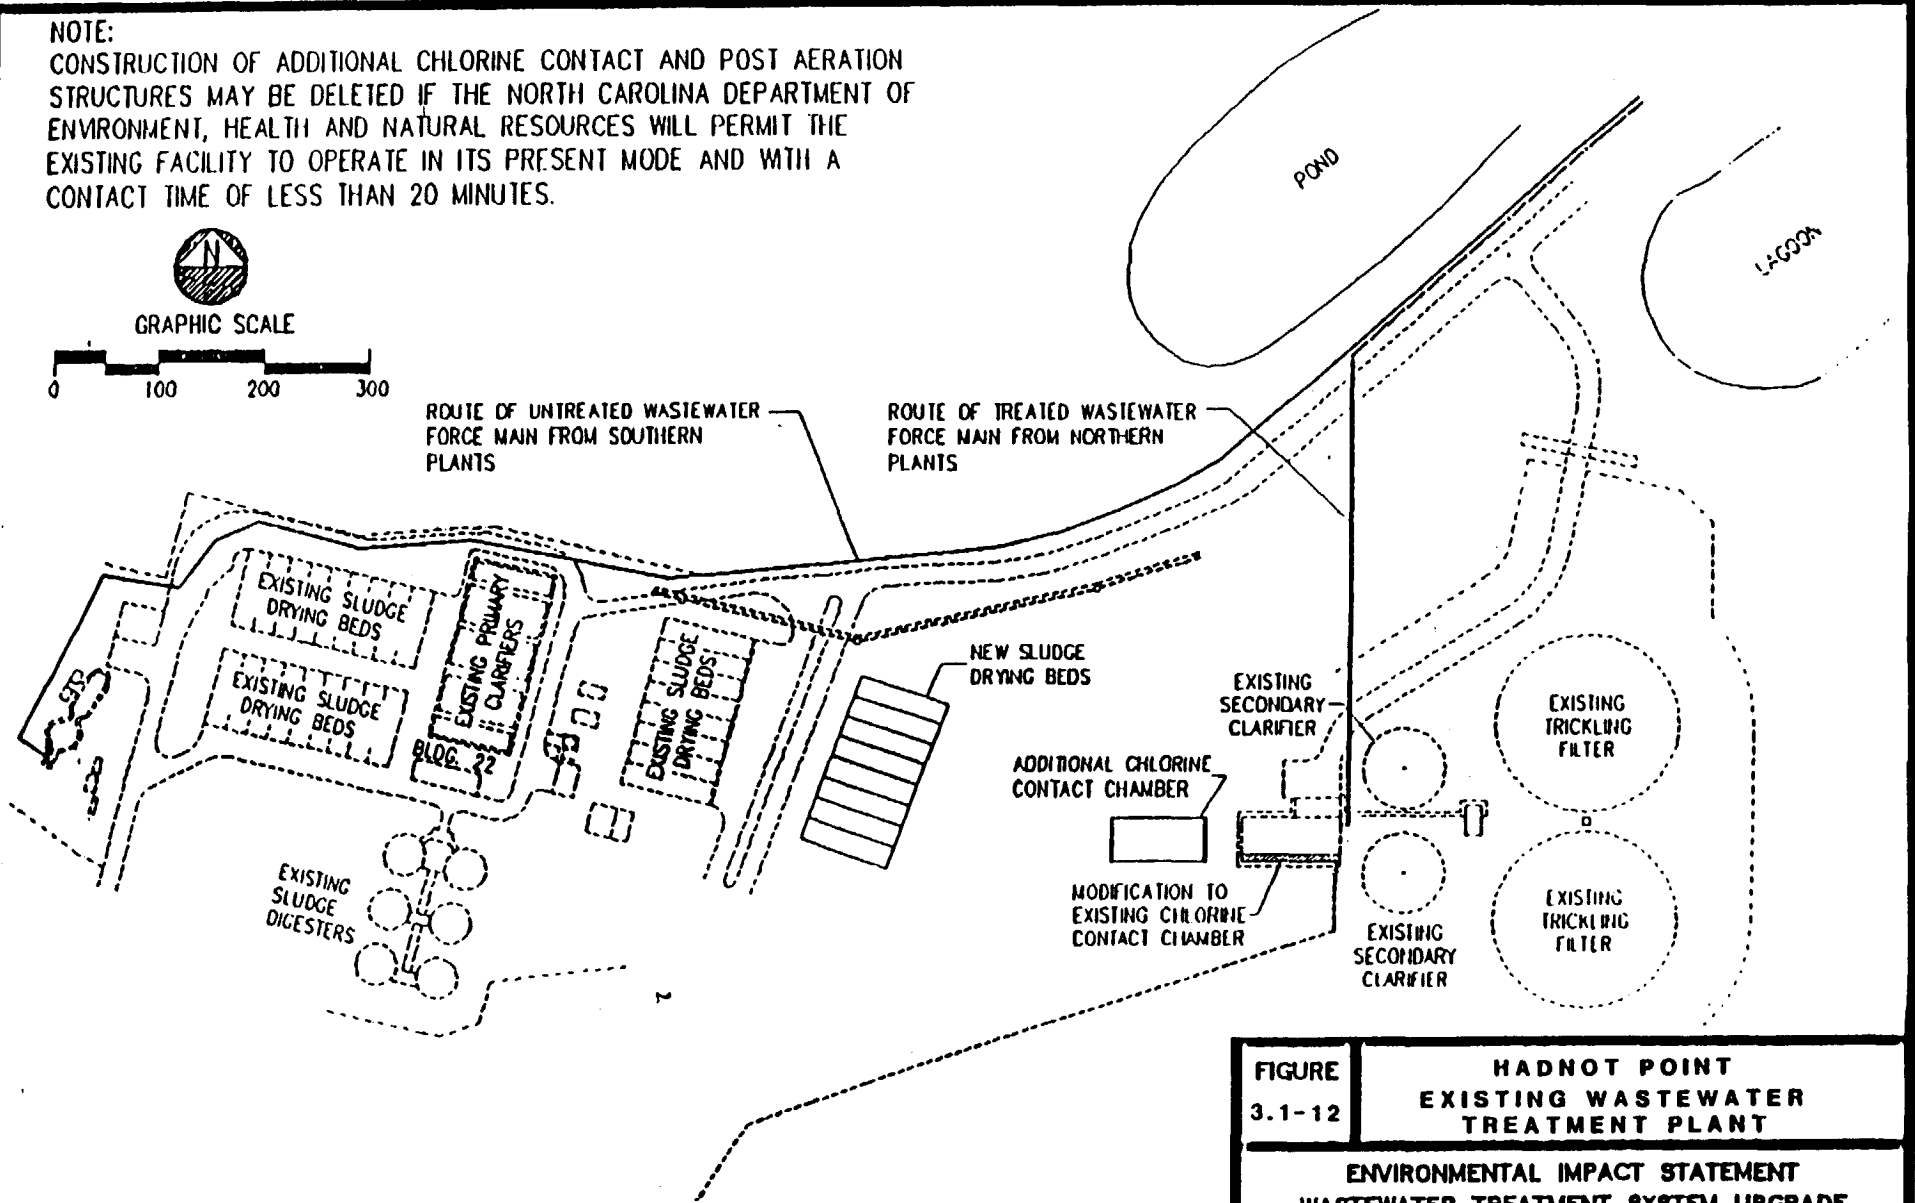 NOTE:
CONSTRUCTION OF ADDITIONAL CHLORINE CONTACT AND POST AERATION
STRUCTURES MAY BE DELETED IF THE NORTH CAROLINA DEPARTMENT OF
ENVIRONMENT, HEALTH AND NATURAL RESOURCES WILL PERMIT THE
EXISTING FACILITY TO OPERATE IN ITS PRESENT MODE AND WITH A
CONTACT TIME OF LESS THAN 20 MINUTES.
N
GRAPHIC SCALE
0 100 200 300
POND
LAGOON
ROUTE OF UNTREATED WASTEWATER
FORCE MAIN FROM SOUTHERN
PLANTS
ROUTE OF TREATED WASTEWATER
FORCE MAIN FROM NORTHERN
PLANTS
EXISTING SLUDGE
DRYING BEDS
EXISTING SLUDGE
DRYING BEDS
EXISTING PRIMARY
CLARIFIERS
BLDG. 22
EXISTING SLUDGE
DRYING BEDS
NEW SLUDGE
DRYING BEDS
EXISTING
SECONDARY
CLARIFIER
EXISTING
TRICKLING
FILTER
ADDITIONAL CHLORINE
CONTACT CHAMBER
MODIFICATION TO
EXISTING CHLORINE
CONTACT CHAMBER
EXISTING
SECONDARY
CLARIFIER
EXISTING
TRICKLING
FILTER
EXISTING
SLUDGE
DIGESTERS
FIGURE
3.1-12
HADNOT POINT
EXISTING WASTEWATER
TREATMENT PLANT
ENVIRONMENTAL IMPACT STATEMENT
WASTEWATER TREATMENT SYSTEM UPGRADE